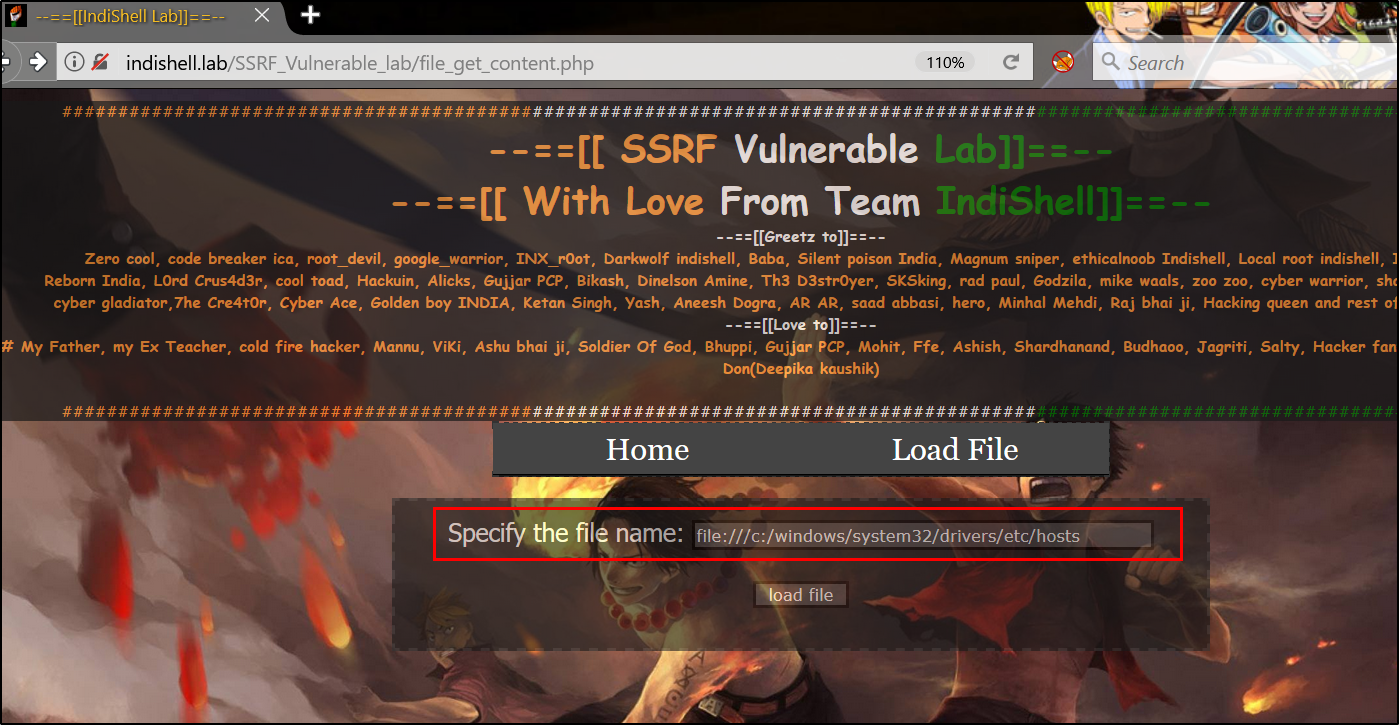 --==[[IndiShell Lab]]==--
indishell.lab/SSRF_Vulnerable_lab/file_get_content.php
110%
Search
--==[[ SSRF Vulnerable Lab]]==--
--==[[ With Love From Team IndiShell]]==--
--==[[Greetz to]]==--
Zero cool, code breaker ica, root_devil, google_warrior, INX_r0ot, Darkwolf indishell, Baba, Silent poison India, Magnum sniper, ethicalnoob Indishell, Local root indishell, I
Reborn India, L0rd Crus4d3r, cool toad, Hackuin, Alicks, Gujjar PCP, Bikash, Dinelson Amine, Th3 D3str0yer, SKSking, rad paul, Godzila, mike waals, zoo zoo, cyber warrior, sha
cyber gladiator,7he Cre4t0r, Cyber Ace, Golden boy INDIA, Ketan Singh, Yash, Aneesh Dogra, AR AR, saad abbasi, hero, Minhal Mehdi, Raj bhai ji, Hacking queen and rest of
--==[[Love to]]==--
# My Father, my Ex Teacher, cold fire hacker, Mannu, ViKi, Ashu bhai ji, Soldier Of God, Bhuppi, Gujjar PCP, Mohit, Ffe, Ashish, Shardhanand, Budhaoo, Jagriti, Salty, Hacker fan
Don(Deepika kaushik)
Home Load File
Specify the file name: file:///c:/windows/system32/drivers/etc/hosts
load file